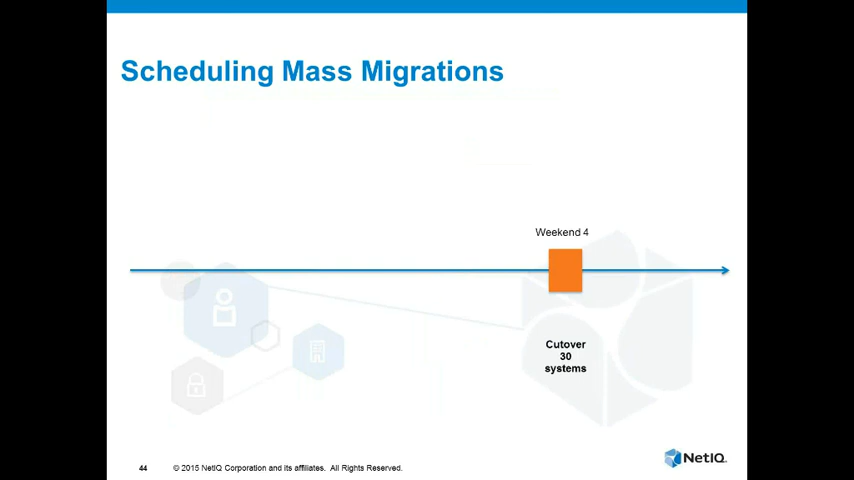 Scheduling Mass Migrations
Weekend 4
Cutover
30
systems
44 © 2015 NetIQ Corporation and its affiliates. All Rights Reserved.
NetIQ.